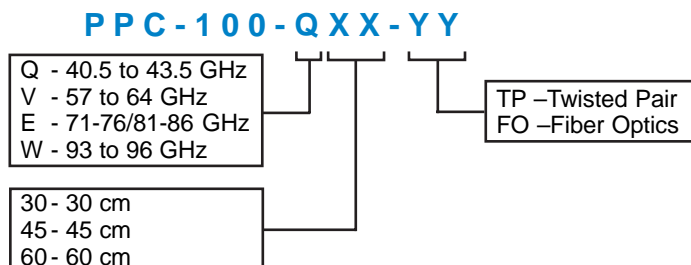 PPC-100-QXX-YY
Q - 40.5 to 43.5 GHz
V - 57 to 64 GHz
E - 71-76/81-86 GHz
W - 93 to 96 GHz
TP –Twisted Pair
FO –Fiber Optics
30 - 30 cm
45 - 45 cm
60 - 60 cm